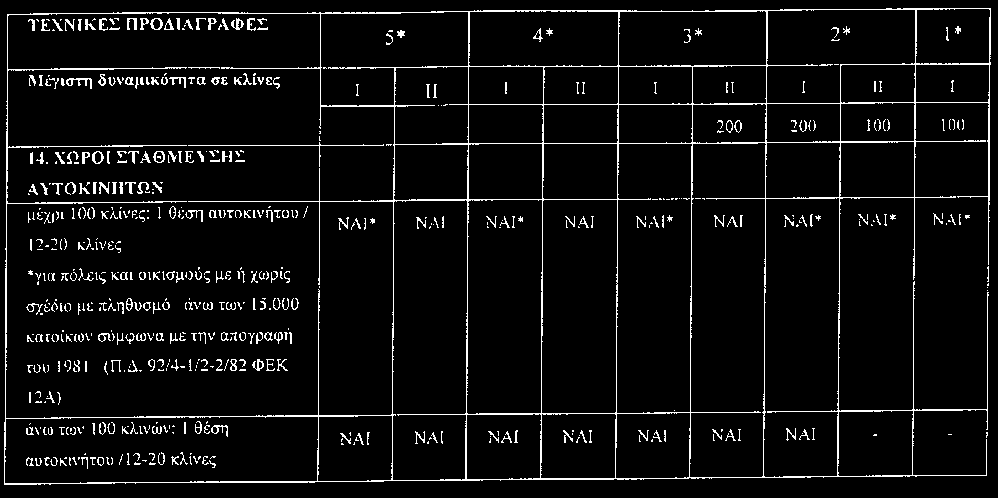 ΤΕΧΝΙΚΕΣ ΠΡΟΔΙΑΓΡΑΦΕΣ 5* 4* 3* 2* 1*
Μέγιστη δυναμικότητα σε κλίνες I II I II I II I II I
200 200 100 100
14. ΧΩΡΟΙ ΣΤΑΘΜΕΥΣΗΣ
ΑΥΤΟΚΙΝΗΤΩΝ
μέχρι 100 κλίνες: 1 θέση αυτοκινήτου / ΝΑΙ* ΝΑΙ ΝΑΙ* ΝΑΙ ΝΑΙ* ΝΑΙ ΝΑΙ* ΝΑΙ* ΝΑΙ*
12-20 κλίνες
*για πόλεις και οικισμούς με ή χωρίς
σχέδιο με πληθυσμό άνω των 15.000
κατοίκων σύμφωνα με την απογραφή
του 1981 (Π.Δ. 92/4-1/2-2/82 ΦΕΚ
12Α)
άνω των 100 κλινών: 1 θέση ΝΑΙ ΝΑΙ ΝΑΙ ΝΑΙ ΝΑΙ ΝΑΙ ΝΑΙ - -
αυτοκινήτου /12-20 κλίνες